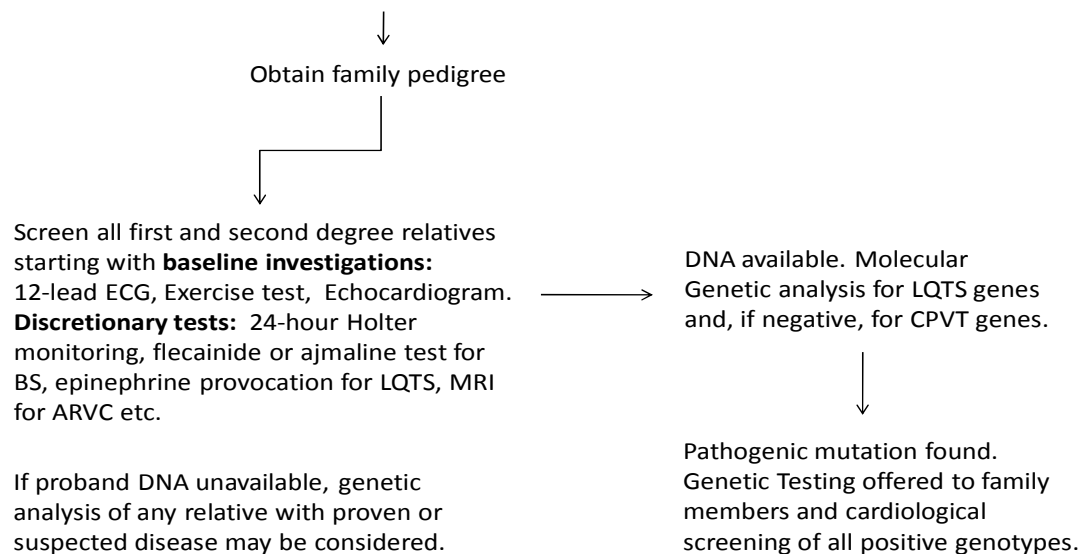 Obtain family pedigree
Screen all first and second degree relatives
starting with baseline investigations:
12-lead ECG, Exercise test, Echocardiogram.
Discretionary tests: 24-hour Holter
monitoring, flecainide or ajmaline test for
BS, epinephrine provocation for LQTS, MRI
for ARVC etc.
If proband DNA unavailable, genetic
analysis of any relative with proven or
suspected disease may be considered.
DNA available. Molecular
Genetic analysis for LQTS genes
and, if negative, for CPVT genes.
Pathogenic mutation found.
Genetic Testing offered to family
members and cardiological
screening of all positive genotypes.